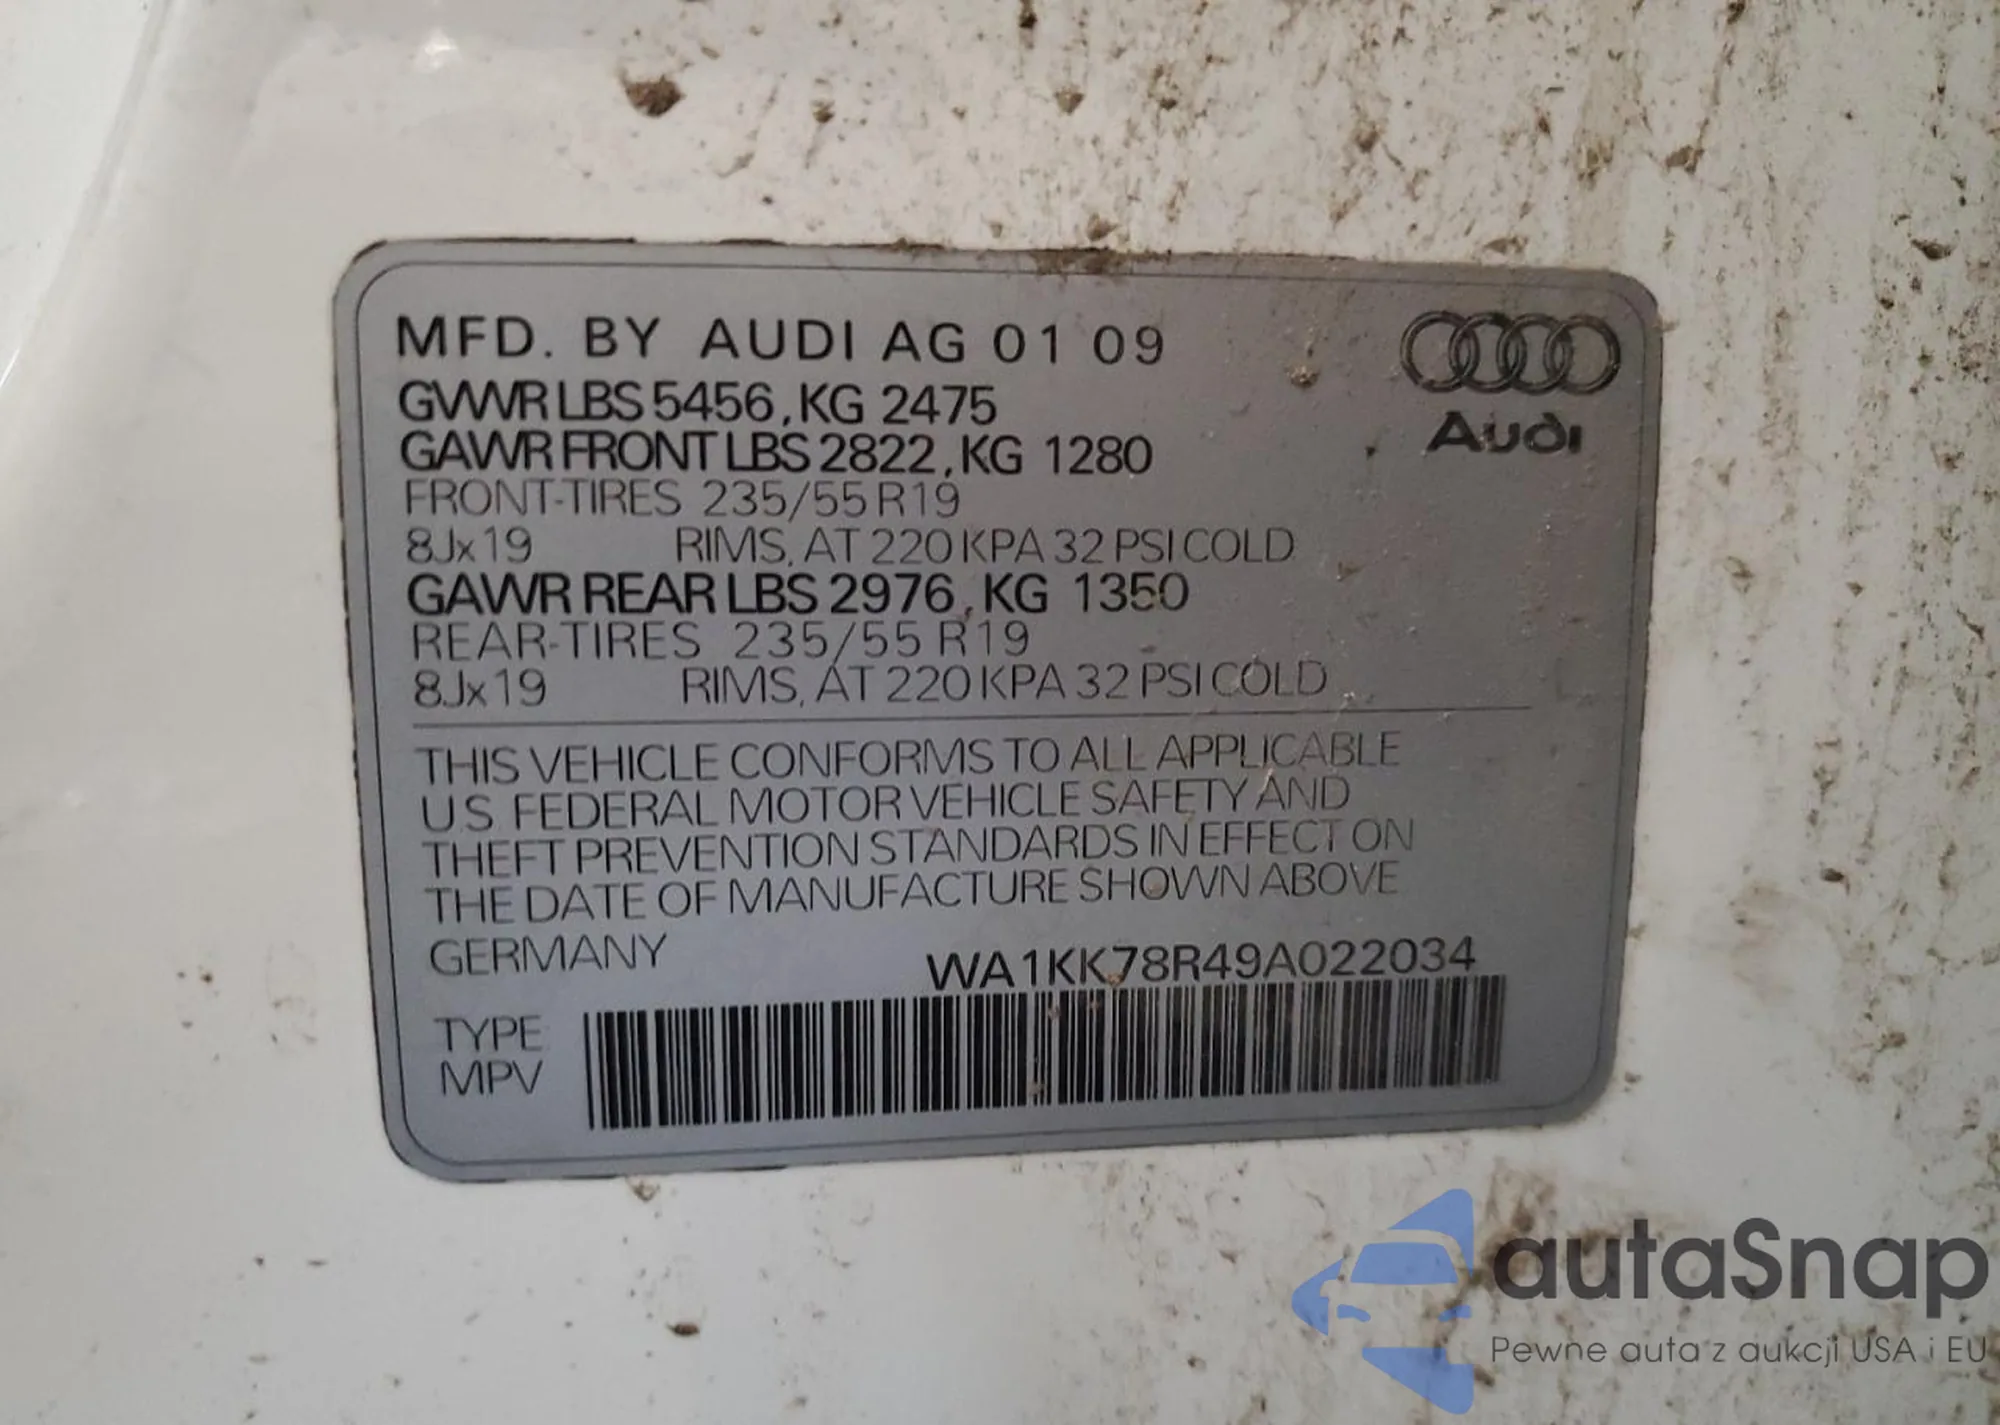 MFD. BY AUDI AG 01 09
GVWR LBS 5456, KG 2475
GAWR FRONT LBS 2822, KG 1280
FRONT-TIRES 235/55 R19
8Jx19 RIMS, AT 220 KPA 32 PSI COLD
GAWR REAR LBS 2976, KG 1350
REAR-TIRES 235/55 R19
8Jx19 RIMS, AT 220 KPA 32 PSI COLD
Audi
THIS VEHICLE CONFORMS TO ALL APPLICABLE
U.S. FEDERAL MOTOR VEHICLE SAFETY AND
THEFT PREVENTION STANDARDS IN EFFECT ON
THE DATE OF MANUFACTURE SHOWN ABOVE
GERMANY WA1KK78R49A022034
TYPE
MPV
autaSnap
Pewne auta z aukcji USA i EU